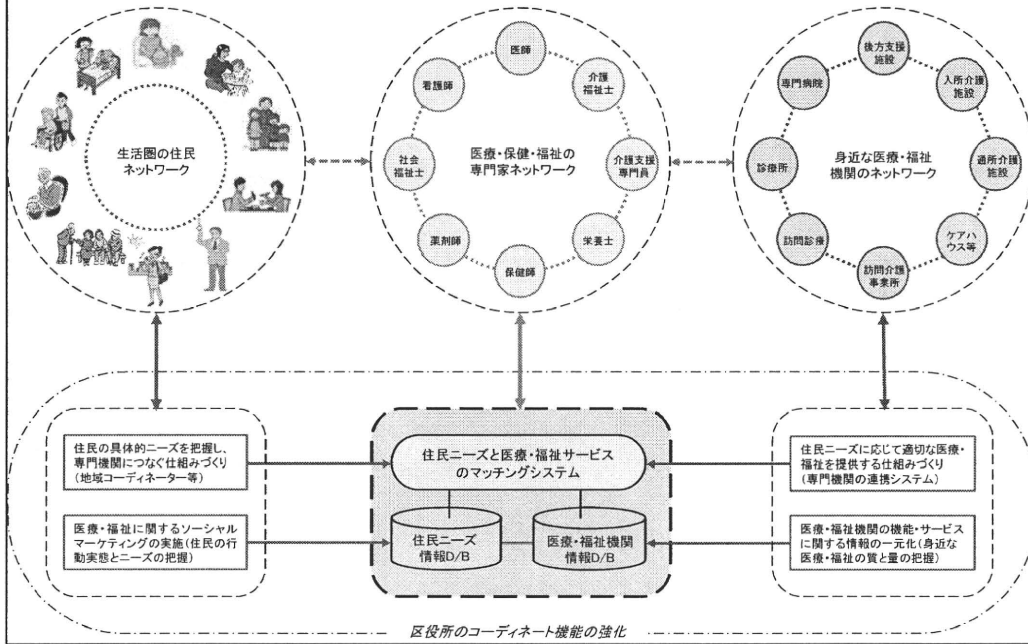 生活圏の住民
ネットワーク
医師
介護
福祉士
介護支援
専門員
栄養士
保健師
薬剤師
社会
福祉士
看護師
医療・保健・福祉の
専門家ネットワーク
後方支援
施設
入所介護
施設
通所介護
施設
ケアハ
ウス等
訪問介護
事業所
訪問診療
診療所
専門病院
身近な医療・福祉
機関のネットワーク
住民の具体的ニーズを把握し、
専門機関につなぐ仕組みづくり
(地域コーディネーター等)
医療・福祉に関するソーシャル
マーケティングの実施(住民の行
動実態とニーズの把握)
住民ニーズと医療・福祉サービス
のマッチングシステム
住民ニーズ
情報D/B
医療・福祉機関
情報D/B
住民ニーズに応じて適切な医療・
福祉を提供する仕組みづくり
(専門機関の連携システム)
医療・福祉機関の機能・サービス
に関する情報の一元化(身近な
医療・福祉の質と量の把握)
区役所のコーディネート機能の強化